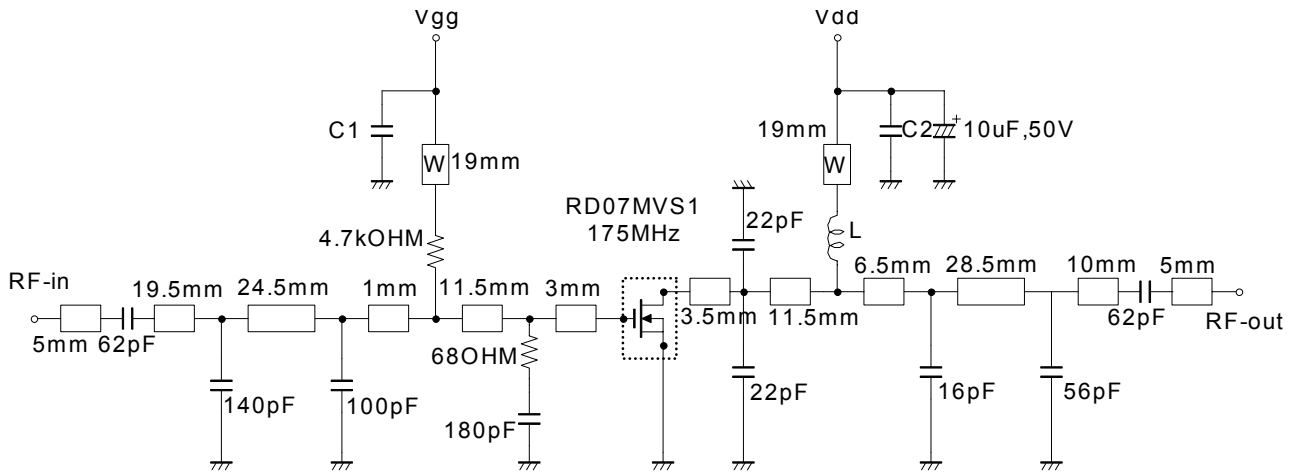 Vgg
Vdd
C1
W
19mm
19mm
W
C2
+
10uF,50V
RD07MVS1
175MHz
22pF
L
4.7kOHM
RF-in
19.5mm
24.5mm
1mm
11.5mm
3mm
6.5mm
28.5mm
10mm
5mm
3.5mm
11.5mm
5mm
62pF
68OHM
62pF
RF-out
140pF
100pF
180pF
22pF
16pF
56pF